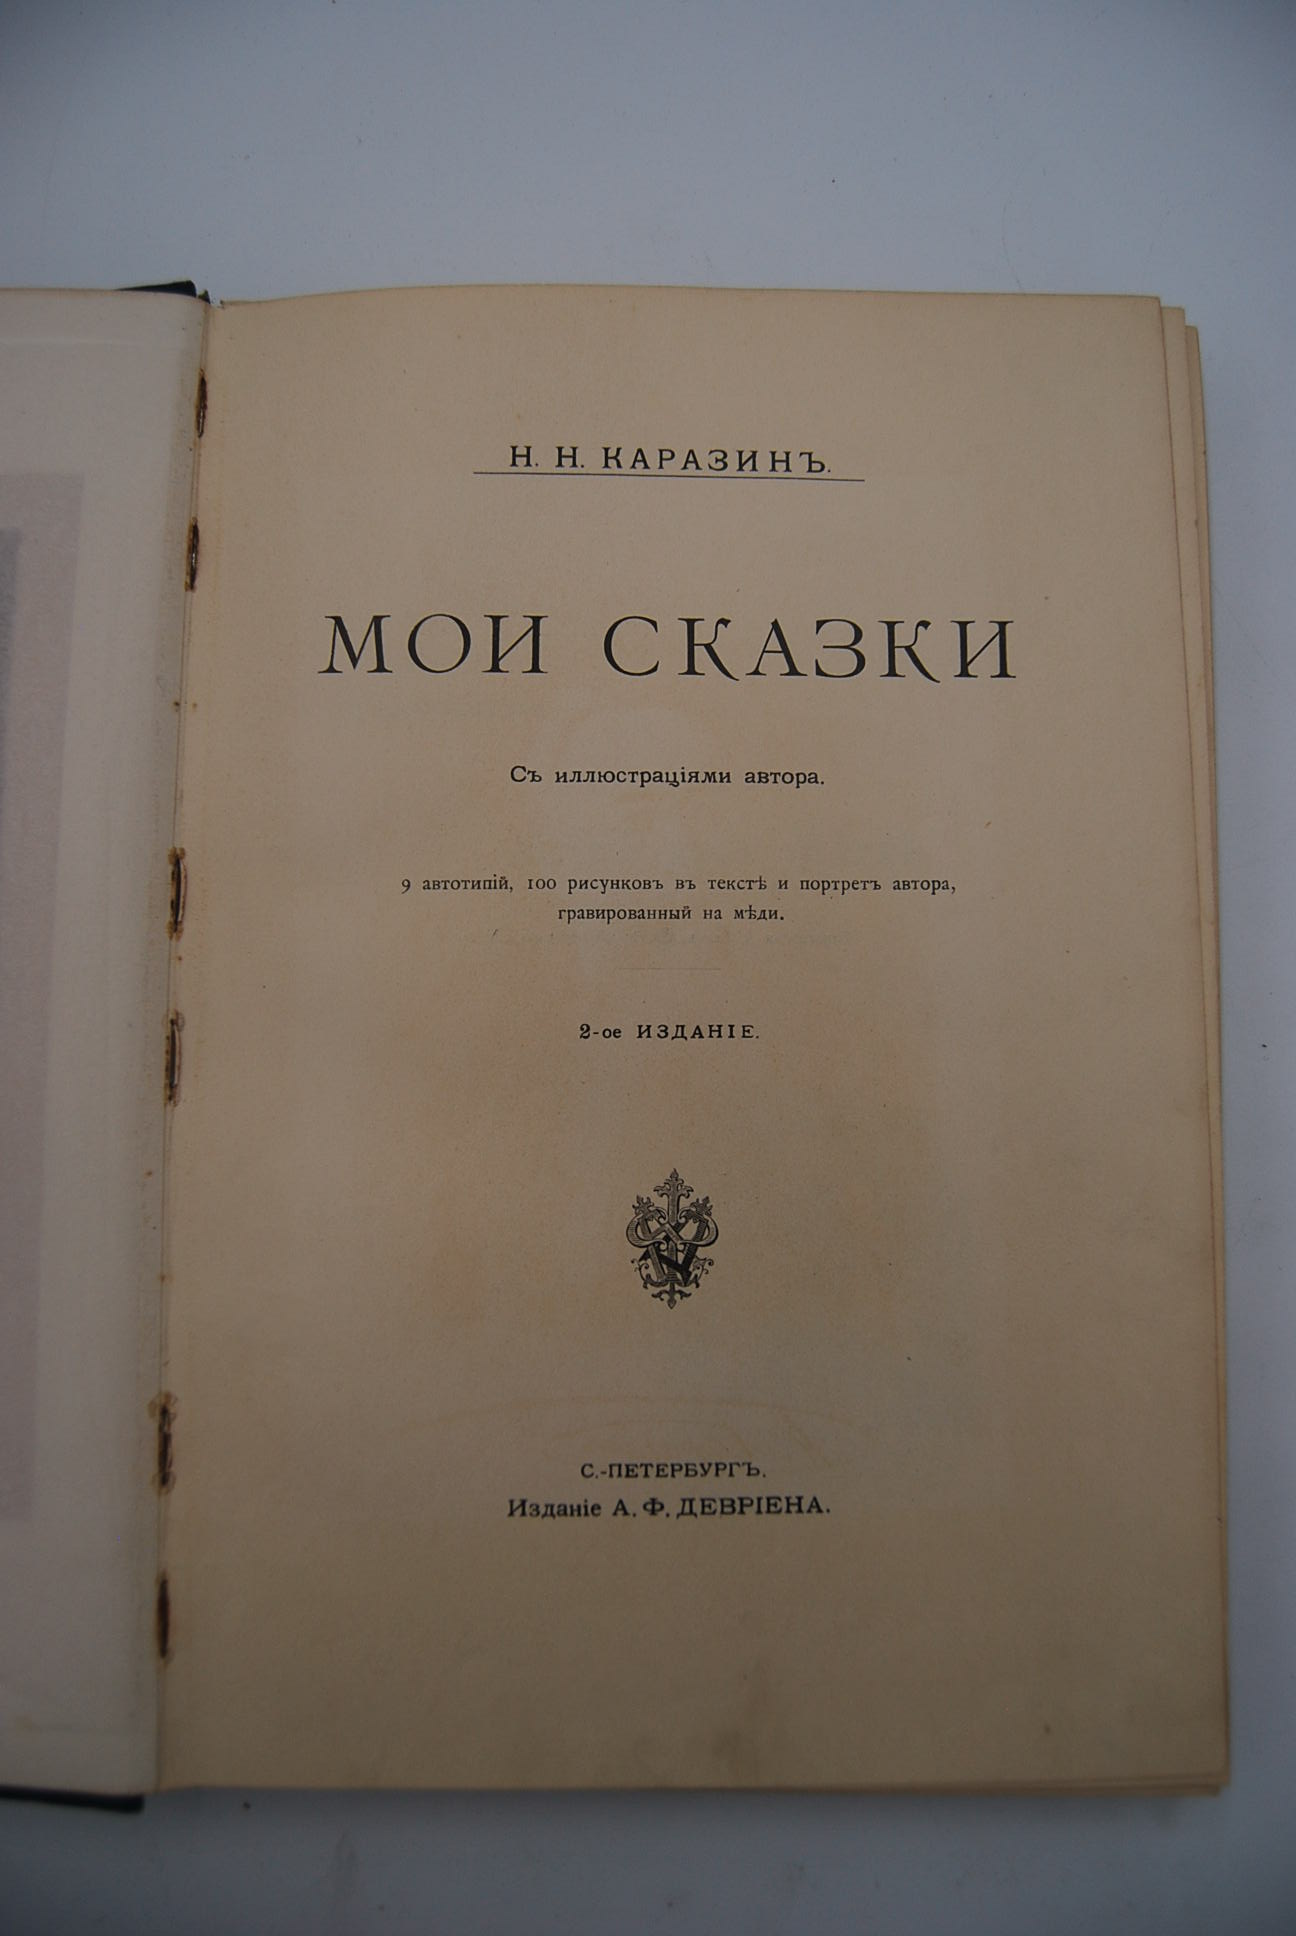 Н. Н. КАРАЗИНЪ.
МОИ СКАЗКИ
Съ иллюстраціями автора.
9 автотипій, 100 рисунковъ въ текстѣ и портретъ автора,
гравированный на мѣди.
2-ое ИЗДАНІЕ.
С.-ПЕТЕРБУРГЪ.
Изданіе А. Ф. ДЕВРІЕНА.